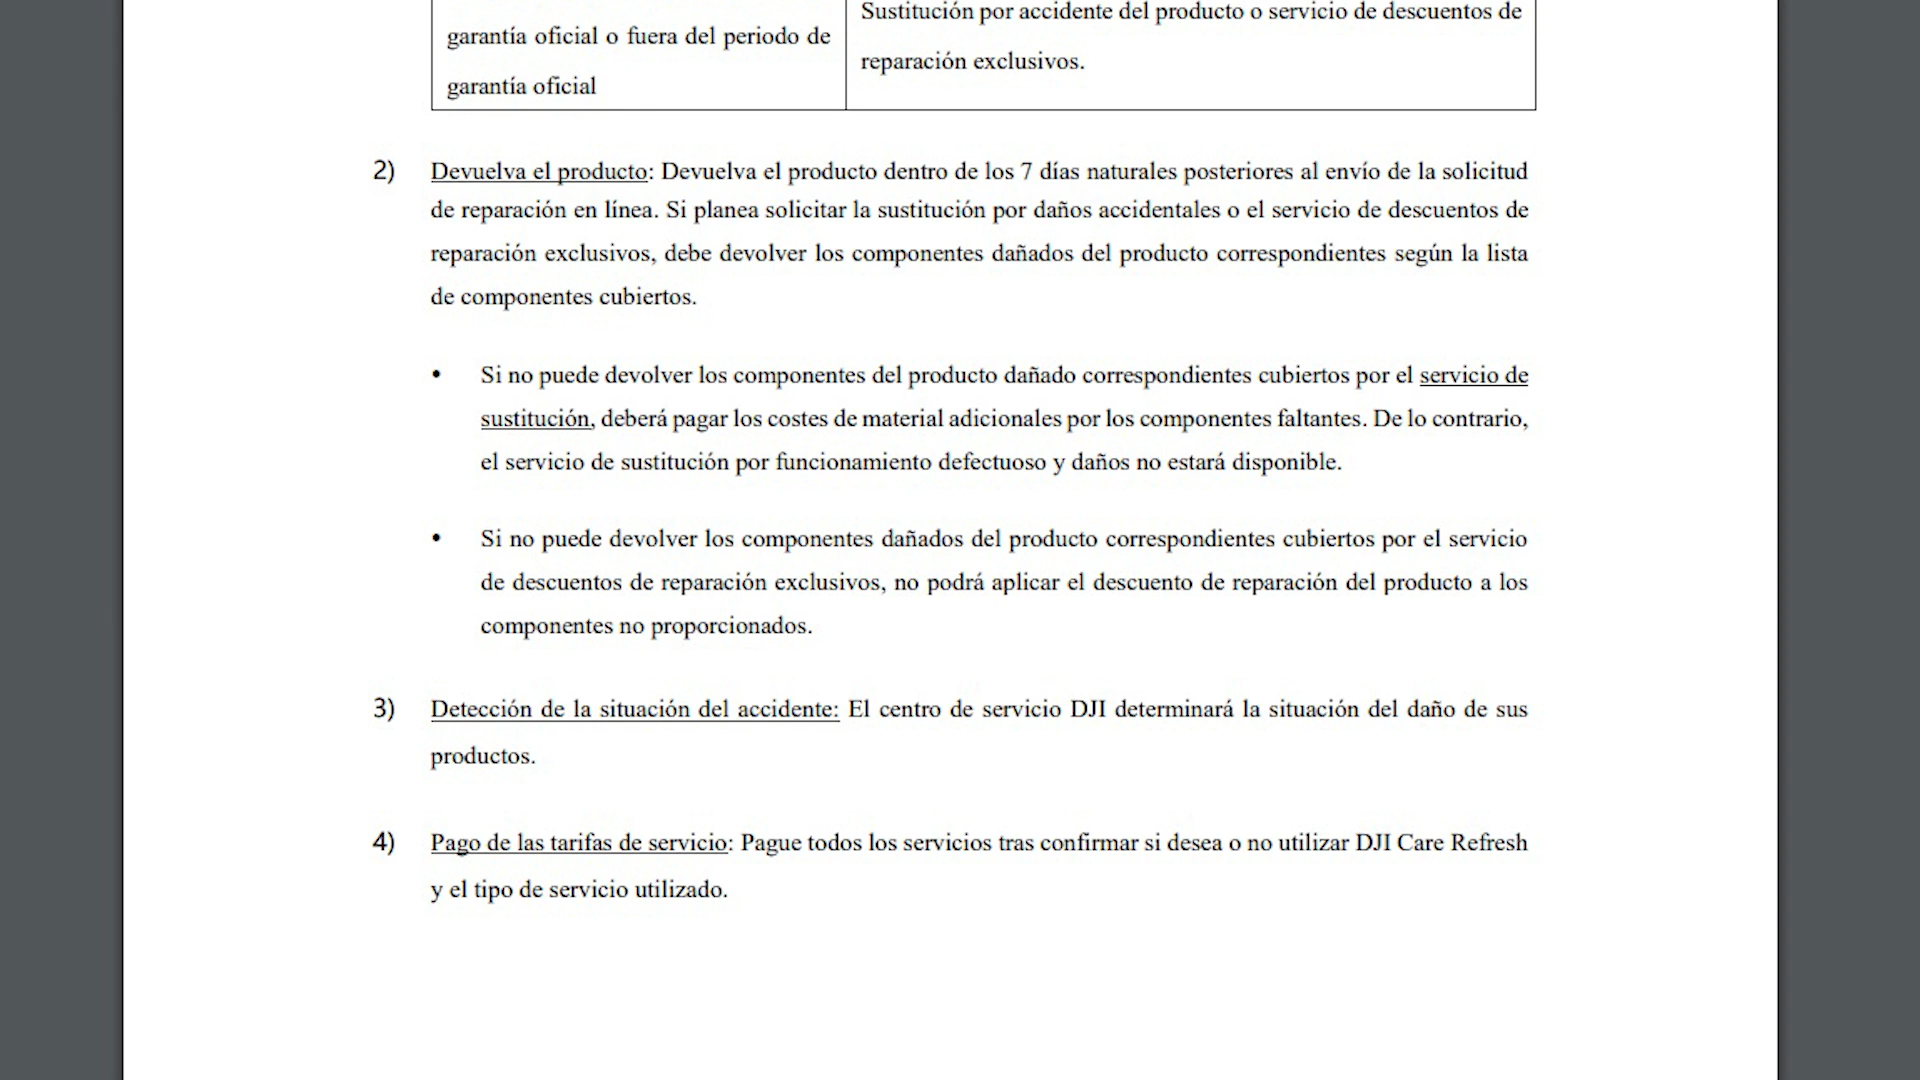 garantía oficial o fuera del periodo de
garantía oficial
Sustitución por accidente del producto o servicio de descuentos de
reparación exclusivos.
2) Devuelva el producto: Devuelva el producto dentro de los 7 días naturales posteriores al envío de la solicitud
de reparación en línea. Si planea solicitar la sustitución por daños accidentales o el servicio de descuentos de
reparación exclusivos, debe devolver los componentes dañados del producto correspondientes según la lista
de componentes cubiertos.
• Si no puede devolver los componentes del producto dañado correspondientes cubiertos por el servicio de
sustitución, deberá pagar los costes de material adicionales por los componentes faltantes. De lo contrario,
el servicio de sustitución por funcionamiento defectuoso y daños no estará disponible.
• Si no puede devolver los componentes dañados del producto correspondientes cubiertos por el servicio
de descuentos de reparación exclusivos, no podrá aplicar el descuento de reparación del producto a los
componentes no proporcionados.
3) Detección de la situación del accidente: El centro de servicio DJI determinará la situación del daño de sus
productos.
4) Pago de las tarifas de servicio: Pague todos los servicios tras confirmar si desea o no utilizar DJI Care Refresh
y el tipo de servicio utilizado.